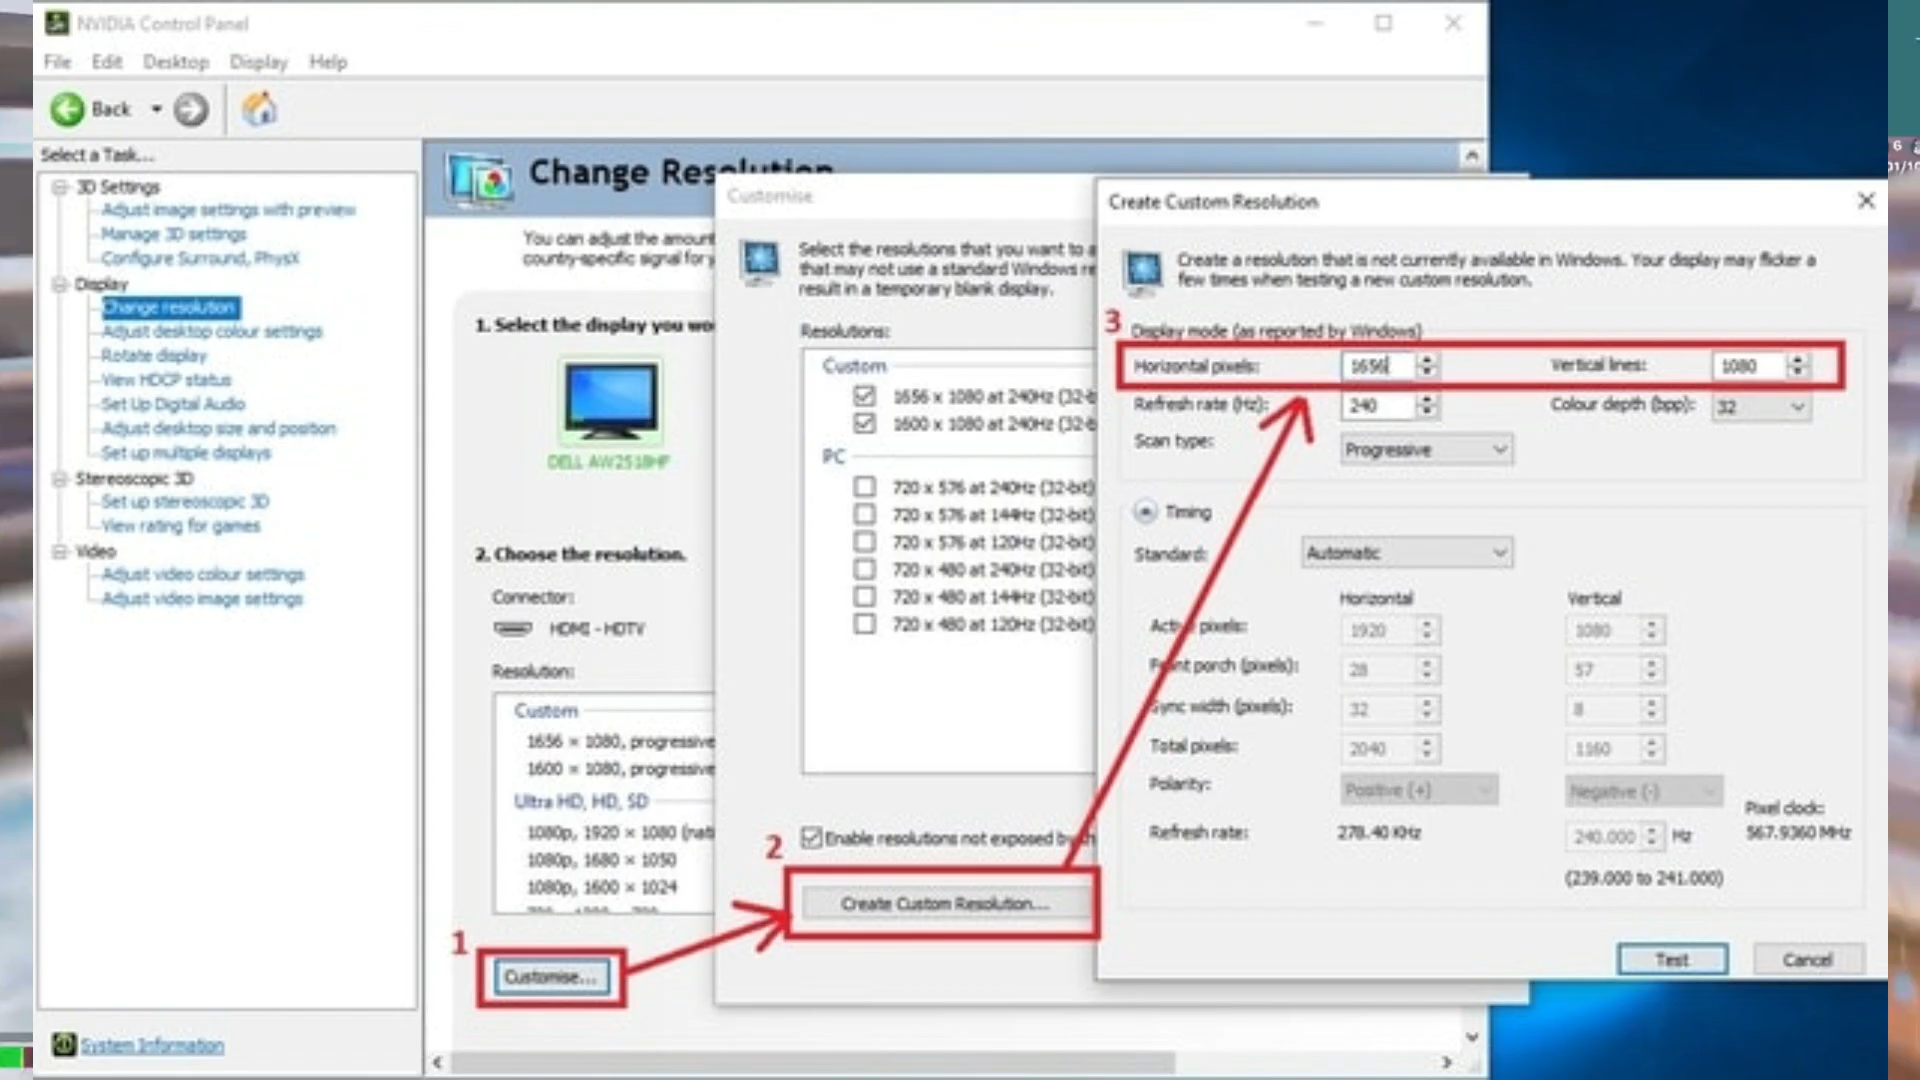 NVIDIA Control Panel
File Edit Desktop Display Help
Back
Select a Task...
3D Settings
Adjust image settings with preview
Manage 3D settings
Configure Surround, PhysX
Display
Change resolution
Adjust desktop colour settings
Rotate display
View HDCP status
Set Up Digital Audio
Adjust desktop size and position
Set up multiple displays
Stereoscopic 3D
Set up stereoscopic 3D
View rating for games
Video
Adjust video colour settings
Adjust video image settings
System Information
Change Resolution
You can adjust the amount
country-specific signal for y
1. Select the display you wo
DELL AW2518HF
2. Choose the resolution.
Connector:
HDMI - HDTV
Resolution:
Custom
1656 × 1080, progressive
1600 × 1080, progressive
Ultra HD, HD, SD
1080p, 1920 × 1080 (nati
1080p, 1680 × 1050
1080p, 1600 × 1024
1
Customise...
Customise
Select the resolutions that you want to a
that may not use a standard Windows re
result in a temporary blank display.
Resolutions:
Custom
1656 x 1080 at 240Hz (32-b
1600 x 1080 at 240Hz (32-b
PC
720 x 576 at 240Hz (32-bit)
720 x 576 at 144Hz (32-bit)
720 x 576 at 120Hz (32-bit)
720 x 480 at 240Hz (32-bit)
720 x 480 at 144Hz (32-bit)
720 x 480 at 120Hz (32-bit)
Enable resolutions not exposed by th
2
Create Custom Resolution...
Create Custom Resolution
Create a resolution that is not currently available in Windows. Your display may flicker a
few times when testing a new custom resolution.
3
Display mode (as reported by Windows)
Horizontal pixels: 1656 Vertical lines: 1080
Refresh rate (Hz): 240 Colour depth (bpp): 32
Scan type: Progressive
Timing
Standard: Automatic
Horizontal Vertical
Active pixels: 1920 1080
Front porch (pixels): 28 57
Sync width (pixels): 32 8
Total pixels: 2040 1160
Polarity: Positive (+) Negative (-)
Pixel clock:
Refresh rate: 278.40 KHz 240.000 Hz 567.9360 MHz
(239.000 to 241.000)
Test Cancel